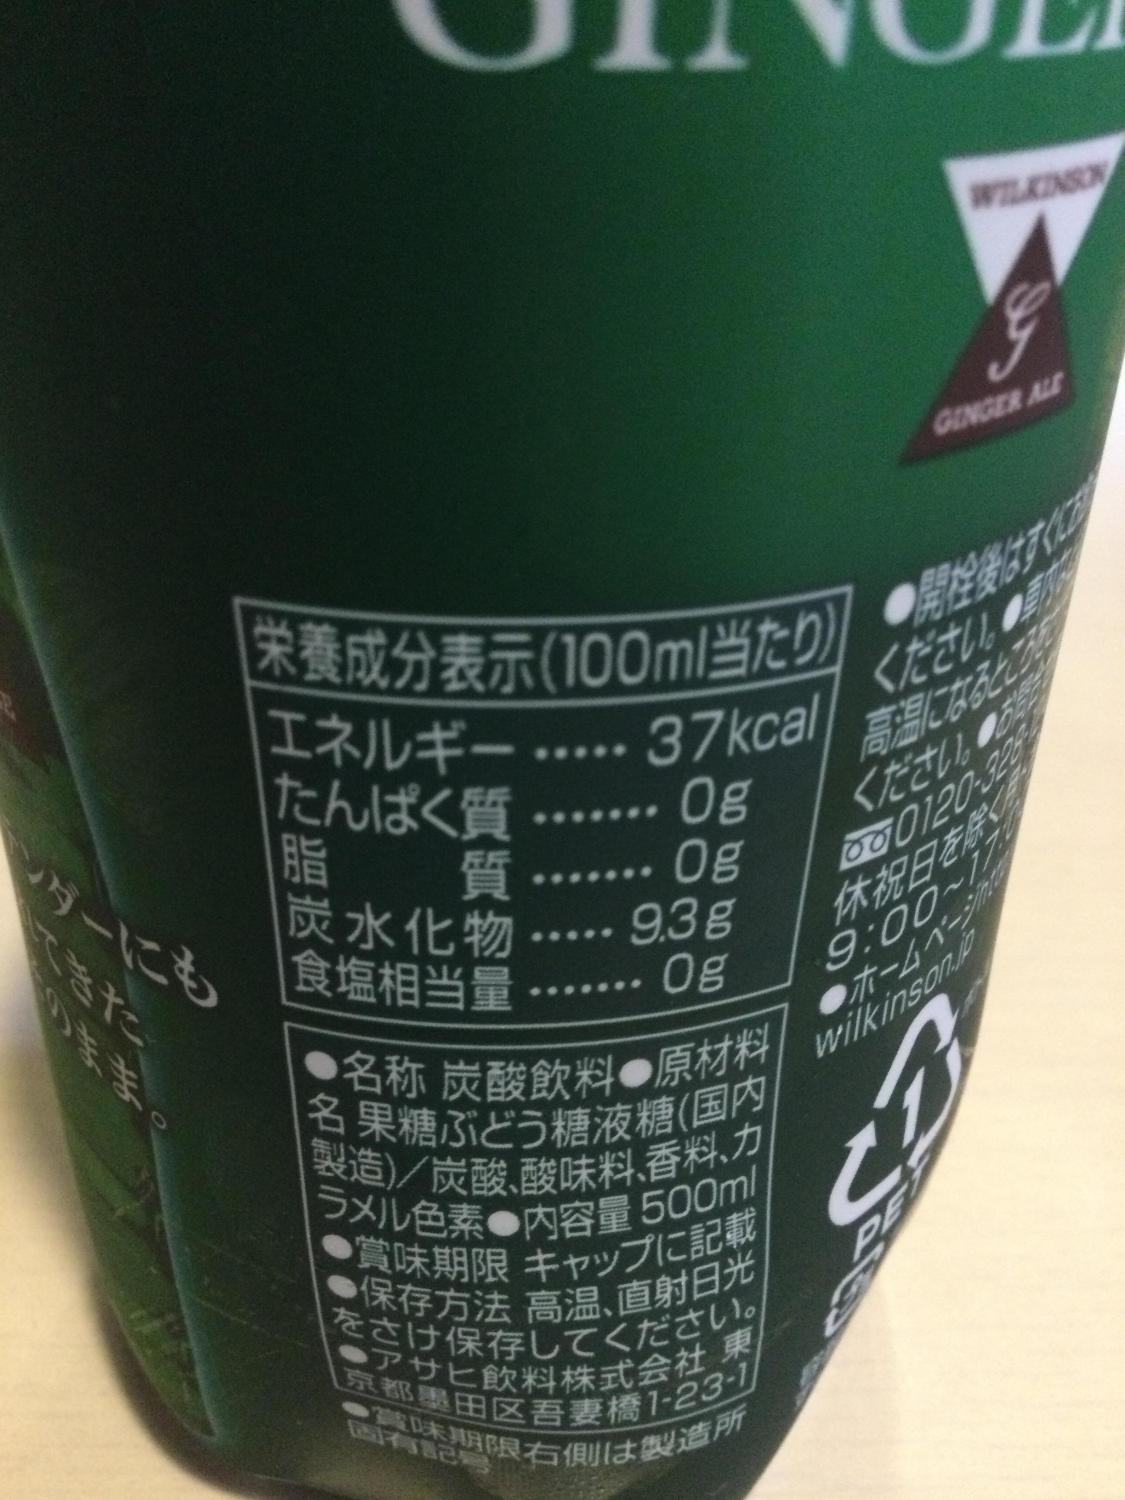 GINGER
WILKINSON
G
GINGER ALE
栄養成分表示(100ml当たり)
エネルギー ····· 37kcal
たんぱく質 ······· 0g
脂 質 ······· 0g
炭水化物 ····· 9.3g
食塩相当量 ······· 0g
●名称 炭酸飲料●原材料
名 果糖ぶどう糖液糖(国内
製造)/炭酸、酸味料、香料、カ
ラメル色素●内容量 500ml
●賞味期限 キャップに記載
●保存方法 高温、直射日光
をさけ保存してください。
●アサヒ飲料株式会社 東
京都墨田区吾妻橋1-23-1
●賞味期限右側は製造所
固有記号
●開栓後はすぐにお
ください。●車内な
高温になるところ
ください。●お
0120-328-
休祝日を除く
9:00~17:0
●ホームページ
wilkinson.jp
1
PET
ンダーにも
てきた
のまま。